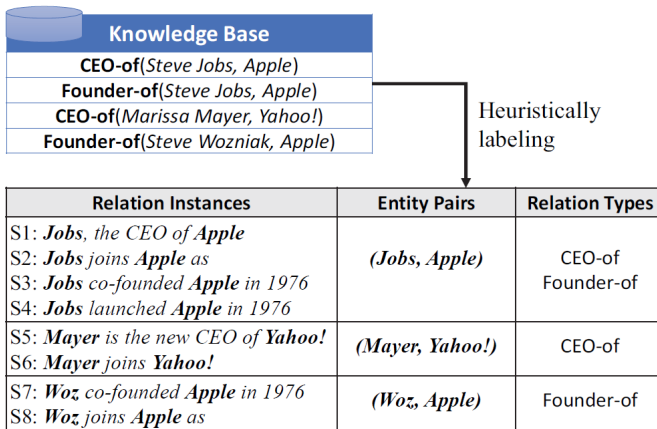 Knowledge Base
CEO-of(Steve Jobs, Apple)
Founder-of(Steve Jobs, Apple)
CEO-of(Marissa Mayer, Yahoo!)
Founder-of(Steve Wozniak, Apple)
Heuristically
labeling
Relation Instances Entity Pairs Relation Types
S1: Jobs, the CEO of Apple
S2: Jobs joins Apple as
S3: Jobs co-founded Apple in 1976
S4: Jobs launched Apple in 1976
(Jobs, Apple)
CEO-of
Founder-of
S5: Mayer is the new CEO of Yahoo!
S6: Mayer joins Yahoo!
(Mayer, Yahoo!)
CEO-of
S7: Woz co-founded Apple in 1976
S8: Woz joins Apple as
(Woz, Apple)
Founder-of